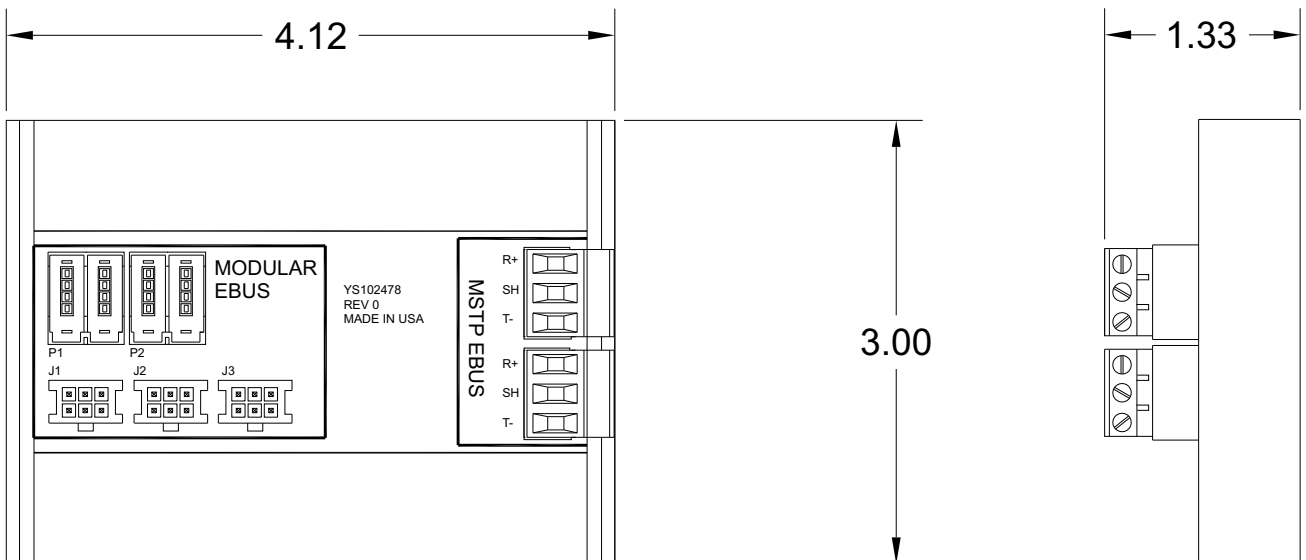 4.12
1.33
3.00
MODULAR
EBUS
YS102478
REV 0
MADE IN USA
P1
P2
J1
J2
J3
MSTP EBUS
R+
SH
T-
R+
SH
T-